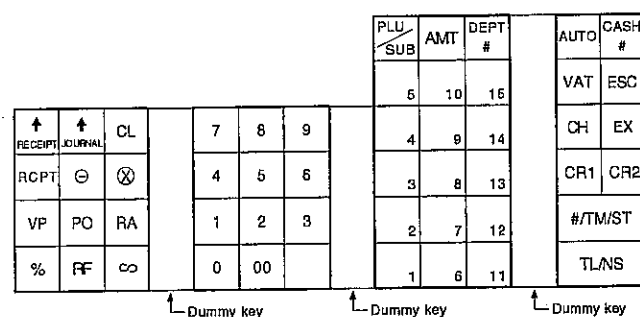 PLU/SUB AMT DEPT # AUTO CASH #
5 10 15 VAT ESC
↑ RECEIPT ↑ JOURNAL CL 7 8 9 4 9 14 CH EX
RCPT ⊖ ⊗ 4 5 6 3 8 13 CR1 CR2
VP PO RA 1 2 3 2 7 12 #/TM/ST
% RF ∞ 0 00 1 6 11 TL/NS
Dummy key Dummy key Dummy key